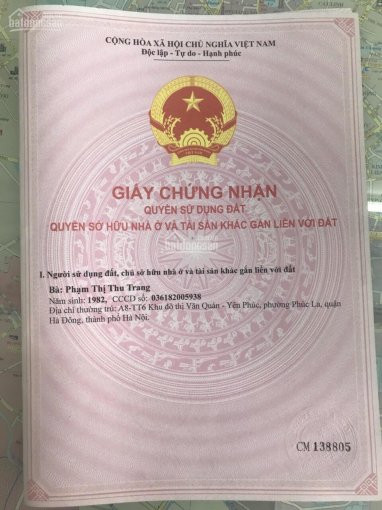 batdongsan
CỘNG HÒA XÃ HỘI CHỦ NGHĨA VIỆT NAM
Độc lập - Tự do - Hạnh phúc
GIẤY CHỨNG NHẬN
QUYỀN SỬ DỤNG ĐẤT
QUYỀN SỞ HỮU NHÀ Ở VÀ TÀI SẢN KHÁC GẮN LIỀN VỚI ĐẤT
batdongsan
I. Người sử dụng đất, chủ sở hữu nhà ở và tài sản khác gắn liền với đất
Bà: Phạm Thị Thu Trang
Năm sinh: 1982, CCCD số: 036182005938
Địa chỉ thường trú: A8-TT6 Khu đô thị Văn Quán - Yên Phúc, phường Phúc La, quận
Hà Đông, thành phố Hà Nội.
CM 138805